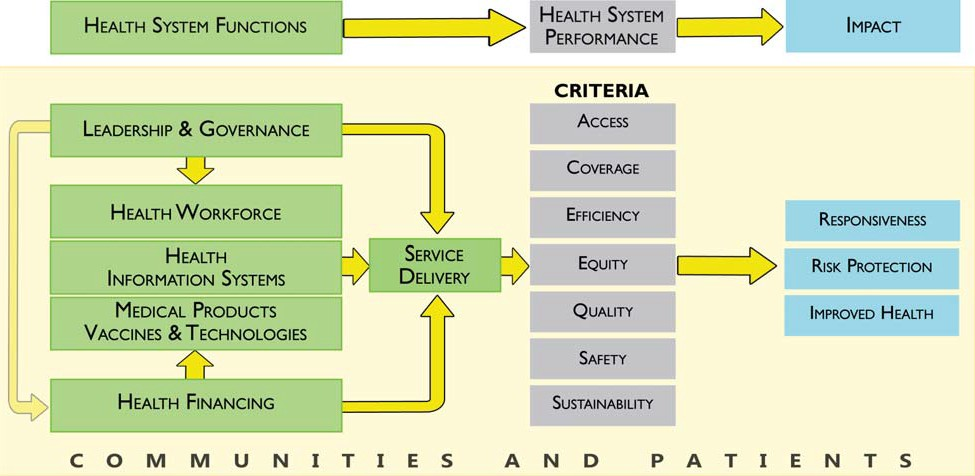 HEALTH SYSTEM FUNCTIONS
HEALTH SYSTEM
PERFORMANCE
IMPACT
CRITERIA
LEADERSHIP & GOVERNANCE
HEALTH WORKFORCE
HEALTH
INFORMATION SYSTEMS
MEDICAL PRODUCTS
VACCINES & TECHNOLOGIES
HEALTH FINANCING
SERVICE
DELIVERY
ACCESS
COVERAGE
EFFICIENCY
EQUITY
QUALITY
SAFETY
SUSTAINABILITY
RESPONSIVENESS
RISK PROTECTION
IMPROVED HEALTH
COMMUNITIES AND PATIENTS